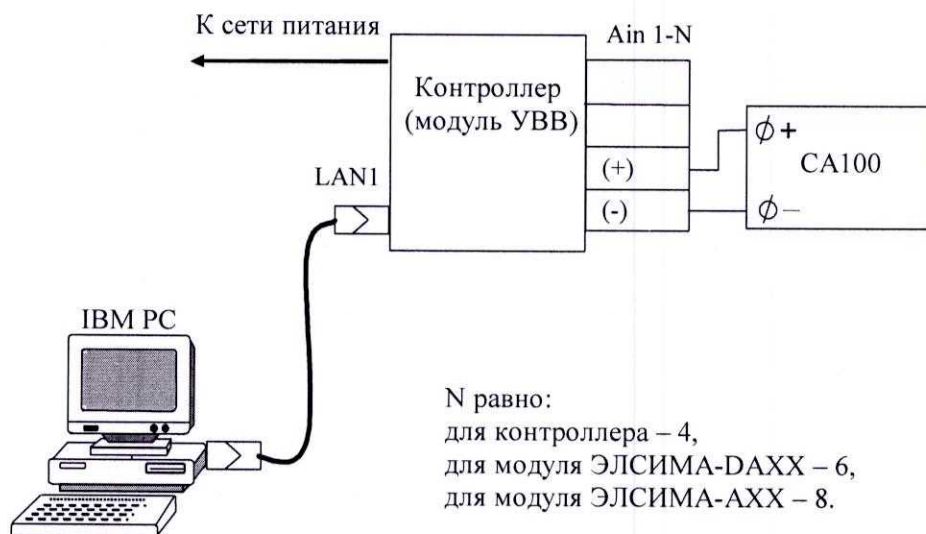 К сети питания
Ain 1-N
Контроллер
(модуль УВВ)
+
CA100
(+)
LAN1
(-)
–
IBM PC
N равно:
для контроллера – 4,
для модуля ЭЛСИМА-DAXX – 6,
для модуля ЭЛСИМА-AXX – 8.